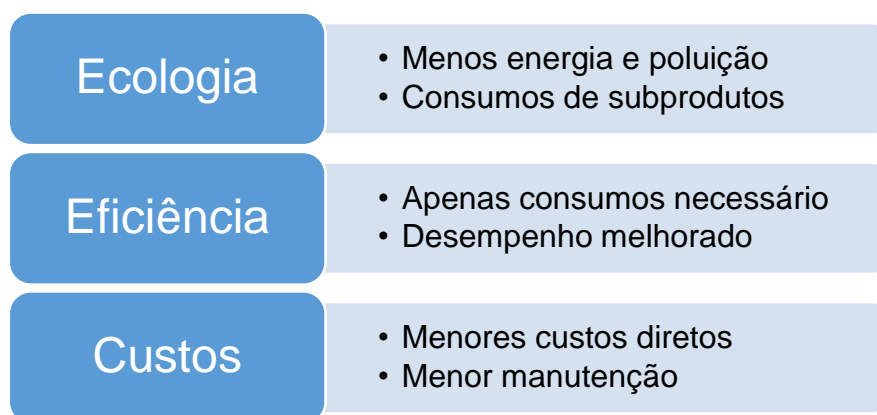 Ecologia
• Menos energia e poluição
• Consumos de subprodutos
Eficiência
• Apenas consumos necessário
• Desempenho melhorado
Custos
• Menores custos diretos
• Menor manutenção